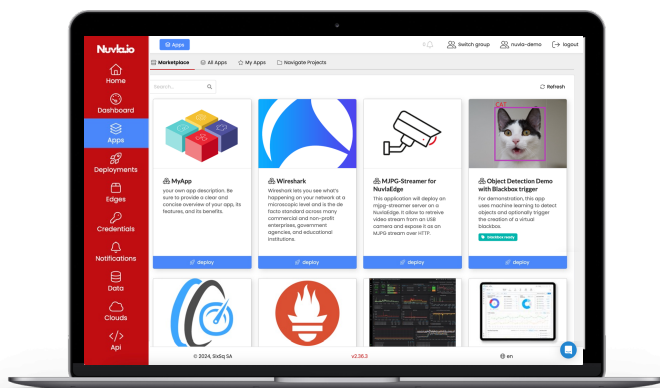 Nuvla.io
Apps
Switch group
nuvla-demo
logout
Marketplace
All Apps
My Apps
Navigate Projects
Search...
Refresh
Home
Dashboard
Apps
Deployments
Edges
Credentials
Notifications
Data
Clouds
Api
MyApp
your own app description. Be
sure to provide a clear and
concise overview of your app, its
features, and its benefits.
deploy
Wireshark
Wireshark lets you see what's
happening on your network at a
microscopic level and is the de
facto standard across many
commercial and non-profit
enterprises, government
agencies, and educational
institutions.
deploy
MJPG-Streamer for
NuvlaEdge
This application will deploy an
mjpg-streamer server on a
NuvlaEdge. It allow to retreive
video stream from an USB
camera and expose it as an
MJPG stream over HTTP.
deploy
CAT
Object Detection Demo
with Blackbox trigger
For demonstration, this app
uses machine learning to detect
objects and optionally trigger
the creation of a virtual
blackbox.
blackbox ready
deploy
© 2024, SixSq SA
v2.36.3
en